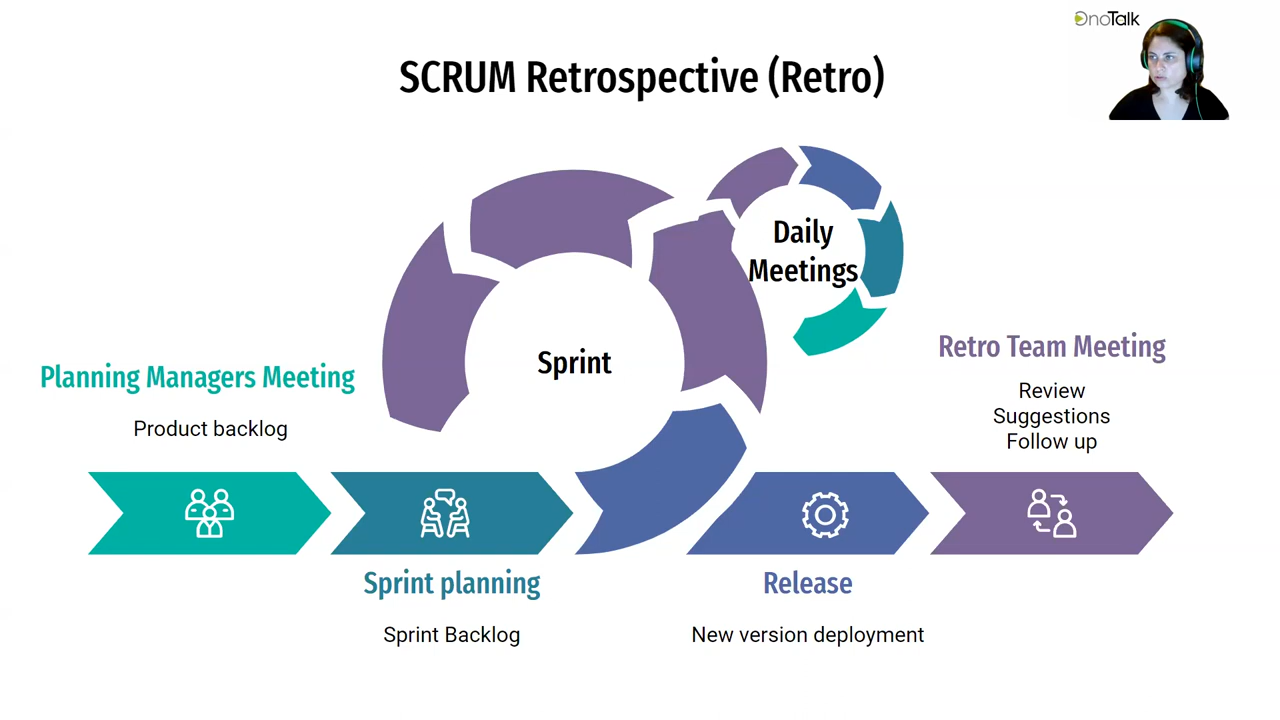 OnoTalk
SCRUM Retrospective (Retro)
Daily
Meetings
Sprint
Planning Managers Meeting
Product backlog
Retro Team Meeting
Review
Suggestions
Follow up
Sprint planning
Sprint Backlog
Release
New version deployment